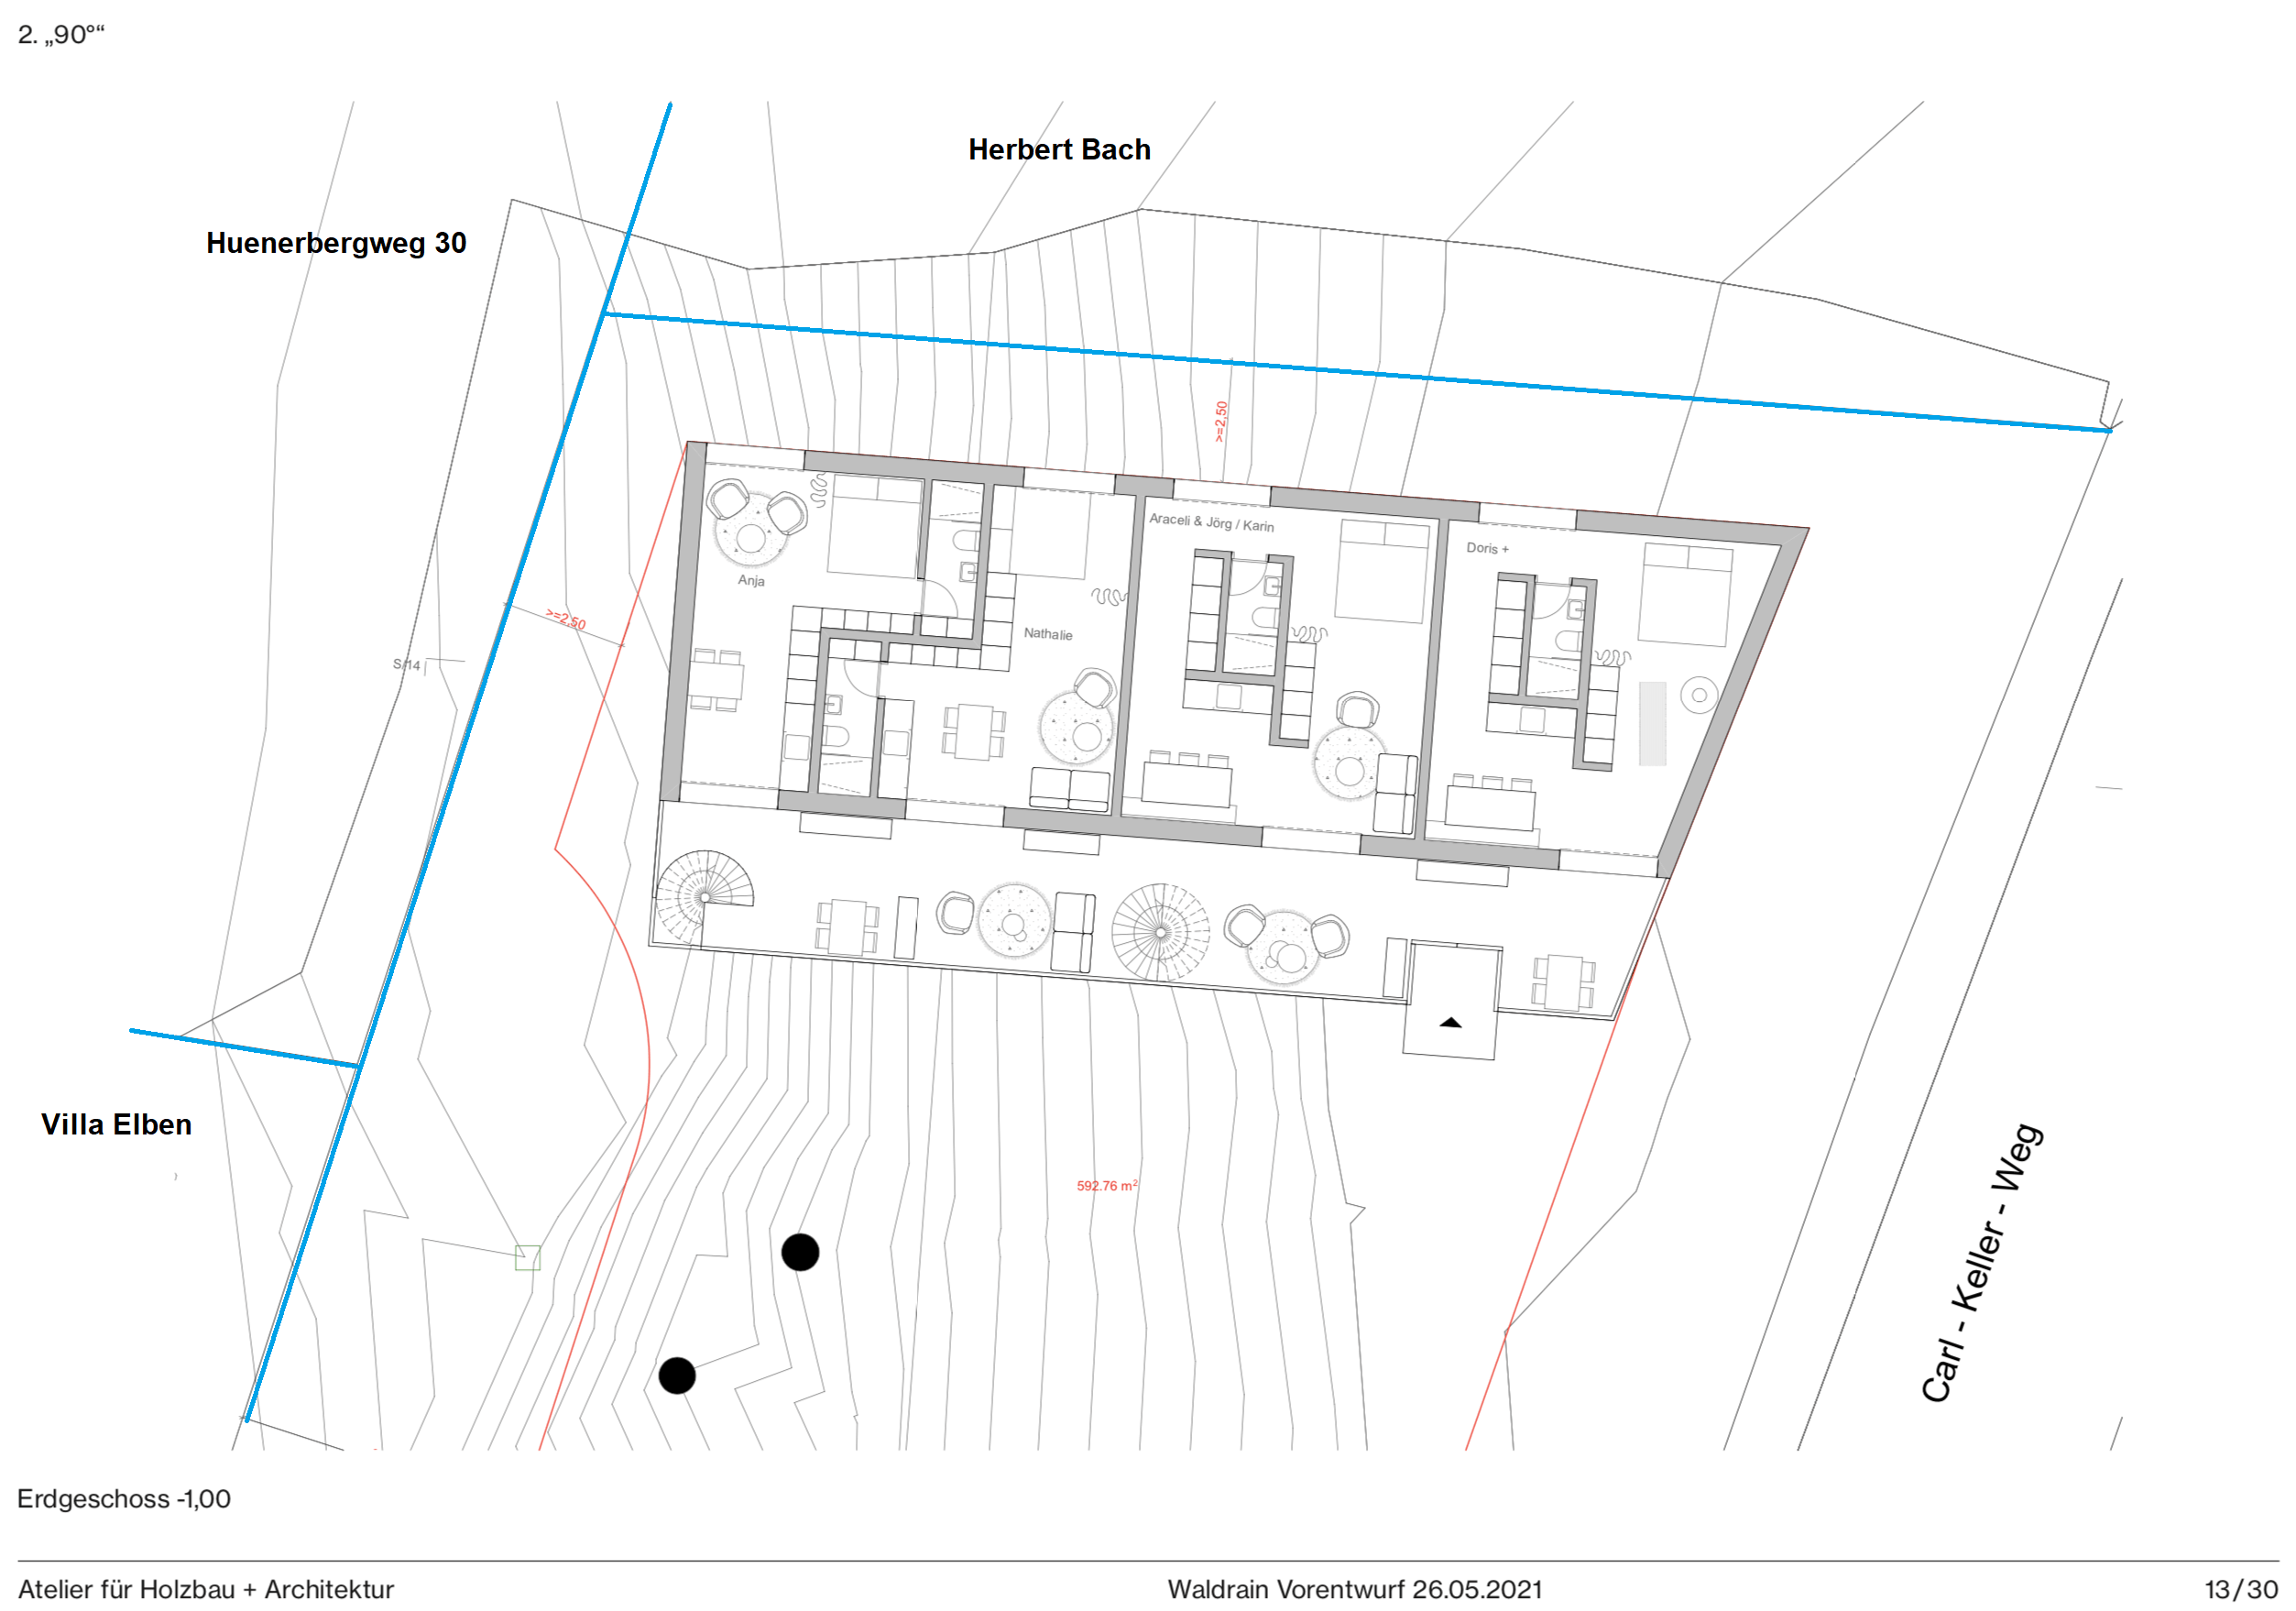 2. „90°“
Herbert Bach
Huenerbergweg 30
>=2,50
Araceli & Jörg / Karin
Doris +
Anja
>=2,50
Nathalie
S/14
Villa Elben
592.76 m²
Carl - Keller - Weg
Erdgeschoss -1,00
Atelier für Holzbau + Architektur
Waldrain Vorentwurf 26.05.2021
13/30